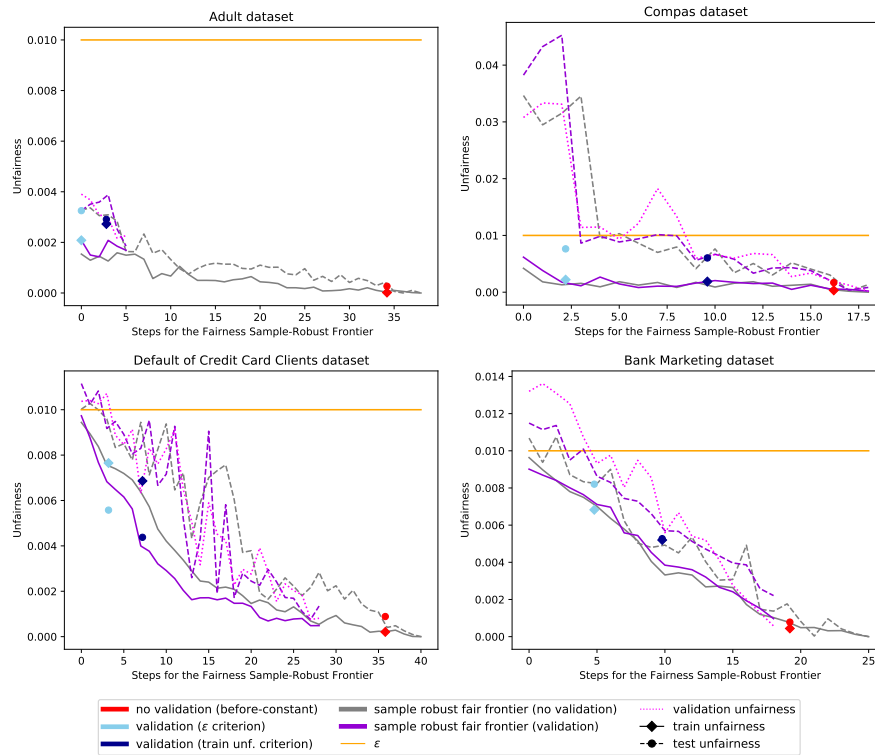 Adult dataset
Unfairness
0.010
0.008
0.006
0.004
0.002
0.000
0 5 10 15 20 25 30 35
Steps for the Fairness Sample-Robust Frontier
Compas dataset
Unfairness
0.04
0.03
0.02
0.01
0.00
0.0 2.5 5.0 7.5 10.0 12.5 15.0 17.5
Steps for the Fairness Sample-Robust Frontier
Default of Credit Card Clients dataset
Unfairness
0.010
0.008
0.006
0.004
0.002
0.000
0 5 10 15 20 25 30 35 40
Steps for the Fairness Sample-Robust Frontier
Bank Marketing dataset
Unfairness
0.014
0.012
0.010
0.008
0.006
0.004
0.002
0.000
0 5 10 15 20 25
Steps for the Fairness Sample-Robust Frontier
no validation (before-constant)
validation (ε criterion)
validation (train unf. criterion)
sample robust fair frontier (no validation)
sample robust fair frontier (validation)
ε
validation unfairness
train unfairness
test unfairness